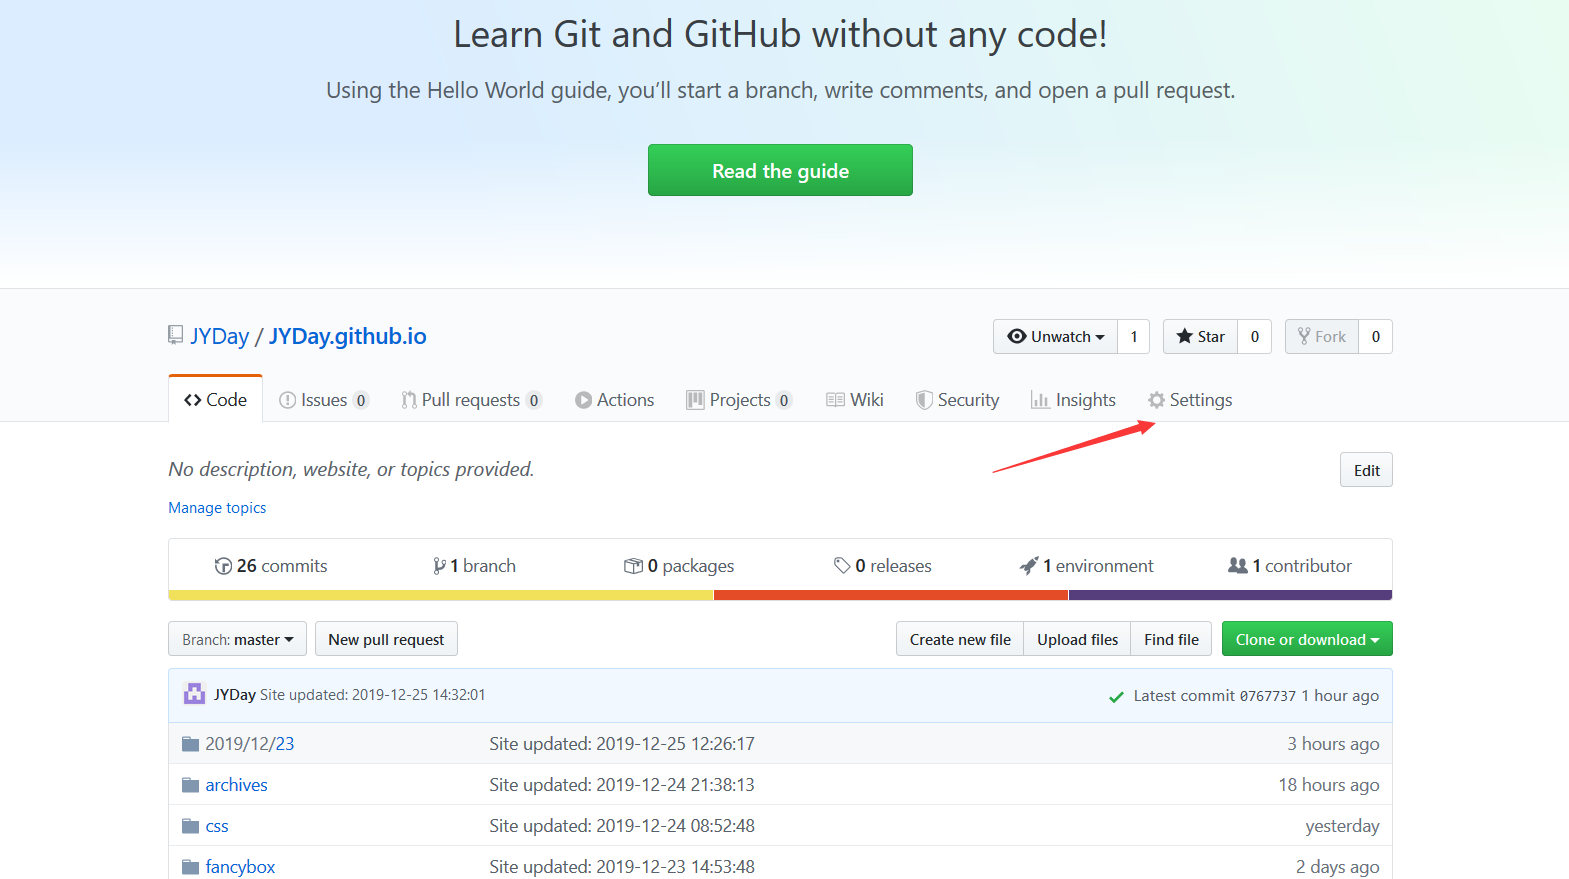 Learn Git and GitHub without any code!
Using the Hello World guide, you’ll start a branch, write comments, and open a pull request.
Read the guide
JYDay / JYDay.github.io
Unwatch 1 Star 0 Fork 0
Code Issues 0 Pull requests 0 Actions Projects 0 Wiki Security Insights Settings
No description, website, or topics provided.
Edit
Manage topics
26 commits 1 branch 0 packages 0 releases 1 environment 1 contributor
Branch: master New pull request Create new file Upload files Find file Clone or download
JYDay Site updated: 2019-12-25 14:32:01 Latest commit 0767737 1 hour ago
2019/12/23 Site updated: 2019-12-25 12:26:17 3 hours ago
archives Site updated: 2019-12-24 21:38:13 18 hours ago
css Site updated: 2019-12-24 08:52:48 yesterday
fancybox Site updated: 2019-12-23 14:53:48 2 days ago